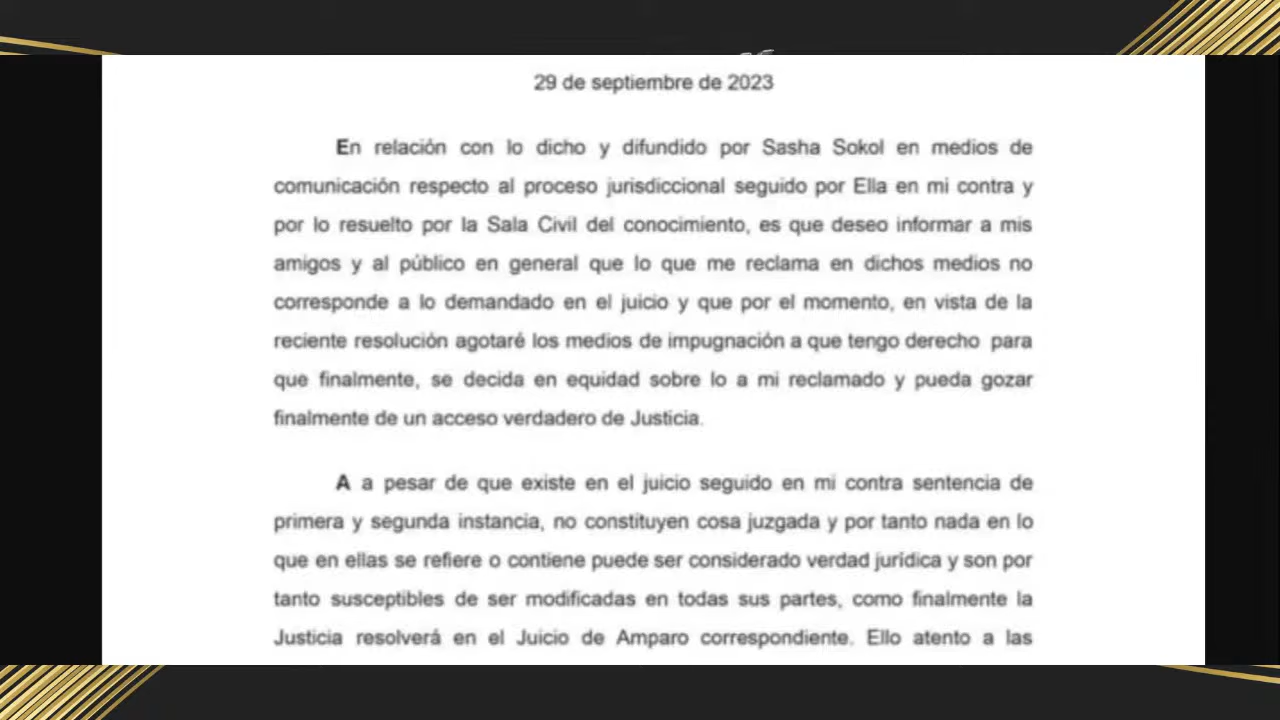 29 de septiembre de 2023
En relación con lo dicho y difundido por Sasha Sokol en medios de
comunicación respecto al proceso jurisdiccional seguido por Ella en mi contra y
por lo resuelto por la Sala Civil del conocimiento, es que deseo informar a mis
amigos y al público en general que lo que me reclama en dichos medios no
corresponde a lo demandado en el juicio y que por el momento, en vista de la
reciente resolución agotaré los medios de impugnación a que tengo derecho para
que finalmente, se decida en equidad sobre lo a mi reclamado y pueda gozar
finalmente de un acceso verdadero de Justicia.
A a pesar de que existe en el juicio seguido en mi contra sentencia de
primera y segunda instancia, no constituyen cosa juzgada y por tanto nada en lo
que en ellas se refiere o contiene puede ser considerado verdad jurídica y son por
tanto susceptibles de ser modificadas en todas sus partes, como finalmente la
Justicia resolverá en el Juicio de Amparo correspondiente. Ello atento a las